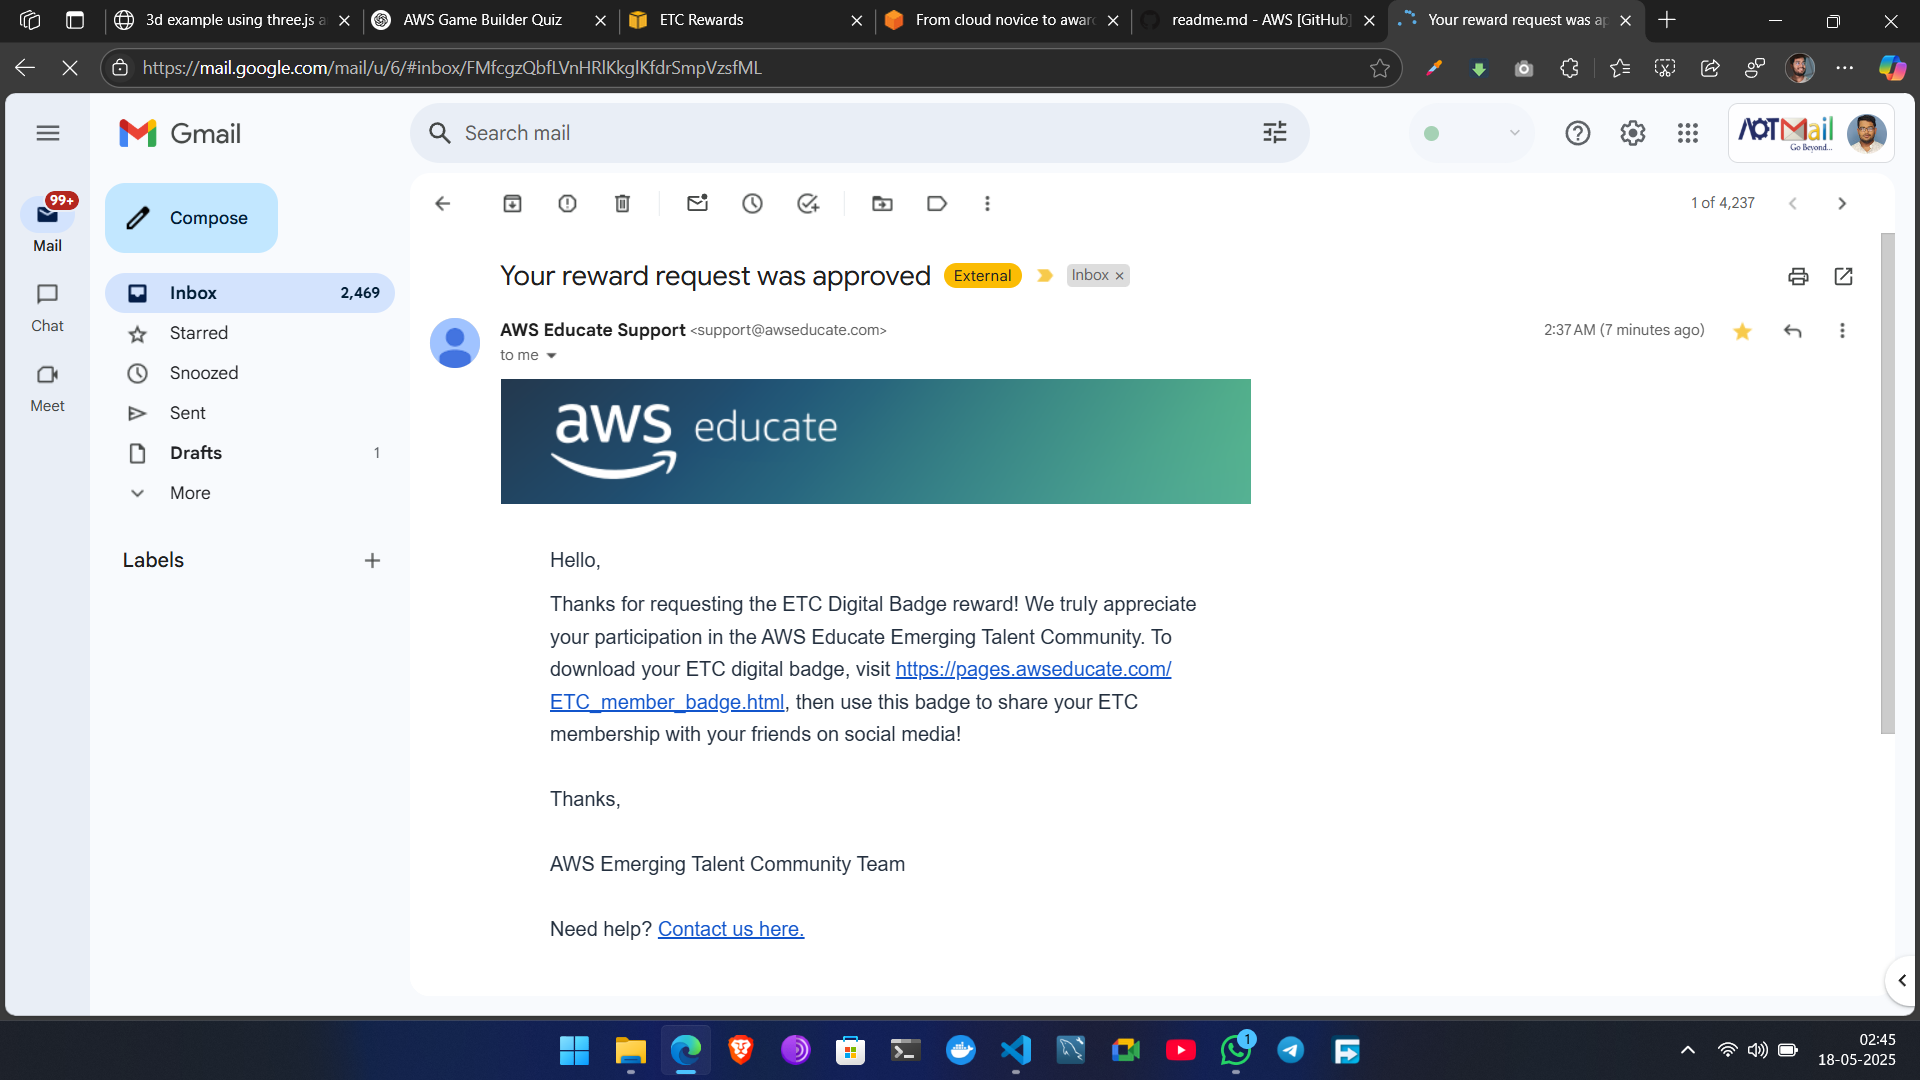 3d example using three.js a
AWS Game Builder Quiz
ETC Rewards
From cloud novice to awar
readme.md - AWS [GitHub]
Your reward request was ap
https://mail.google.com/mail/u/6/#inbox/FMfcgzQbfLVnHRlKkglKfdrSmpVzsfML
Gmail
Search mail
AOTMail
Go Beyond...
99+
Mail
Chat
Meet
Compose
Inbox 2,469
Starred
Snoozed
Sent
Drafts 1
More
Labels
1 of 4,237
Your reward request was approved External Inbox ×
AWS Educate Support <support@awseducate.com> 2:37 AM (7 minutes ago)
to me
aws educate
Hello,
Thanks for requesting the ETC Digital Badge reward! We truly appreciate
your participation in the AWS Educate Emerging Talent Community. To
download your ETC digital badge, visit https://pages.awseducate.com/
ETC_member_badge.html, then use this badge to share your ETC
membership with your friends on social media!
Thanks,
AWS Emerging Talent Community Team
Need help? Contact us here.
1
02:45
18-05-2025